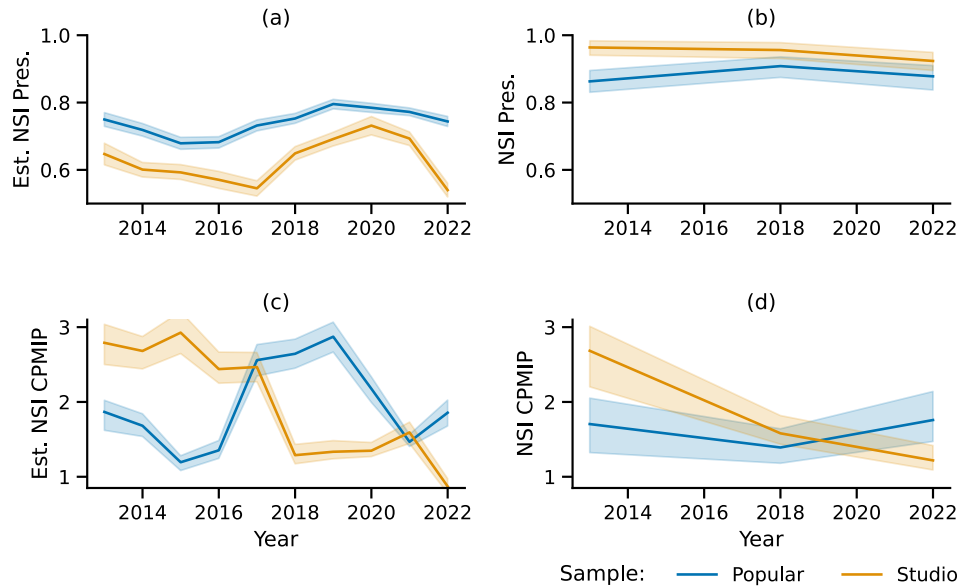 (a)
Est. NSI Pres.
1.0
0.8
0.6
2014 2016 2018 2020 2022
(b)
NSI Pres.
1.0
0.8
0.6
2014 2016 2018 2020 2022
(c)
Est. NSI CPMIP
3
2
1
2014 2016 2018 2020 2022
Year
(d)
NSI CPMIP
3
2
1
2014 2016 2018 2020 2022
Year
Sample: Popular Studio